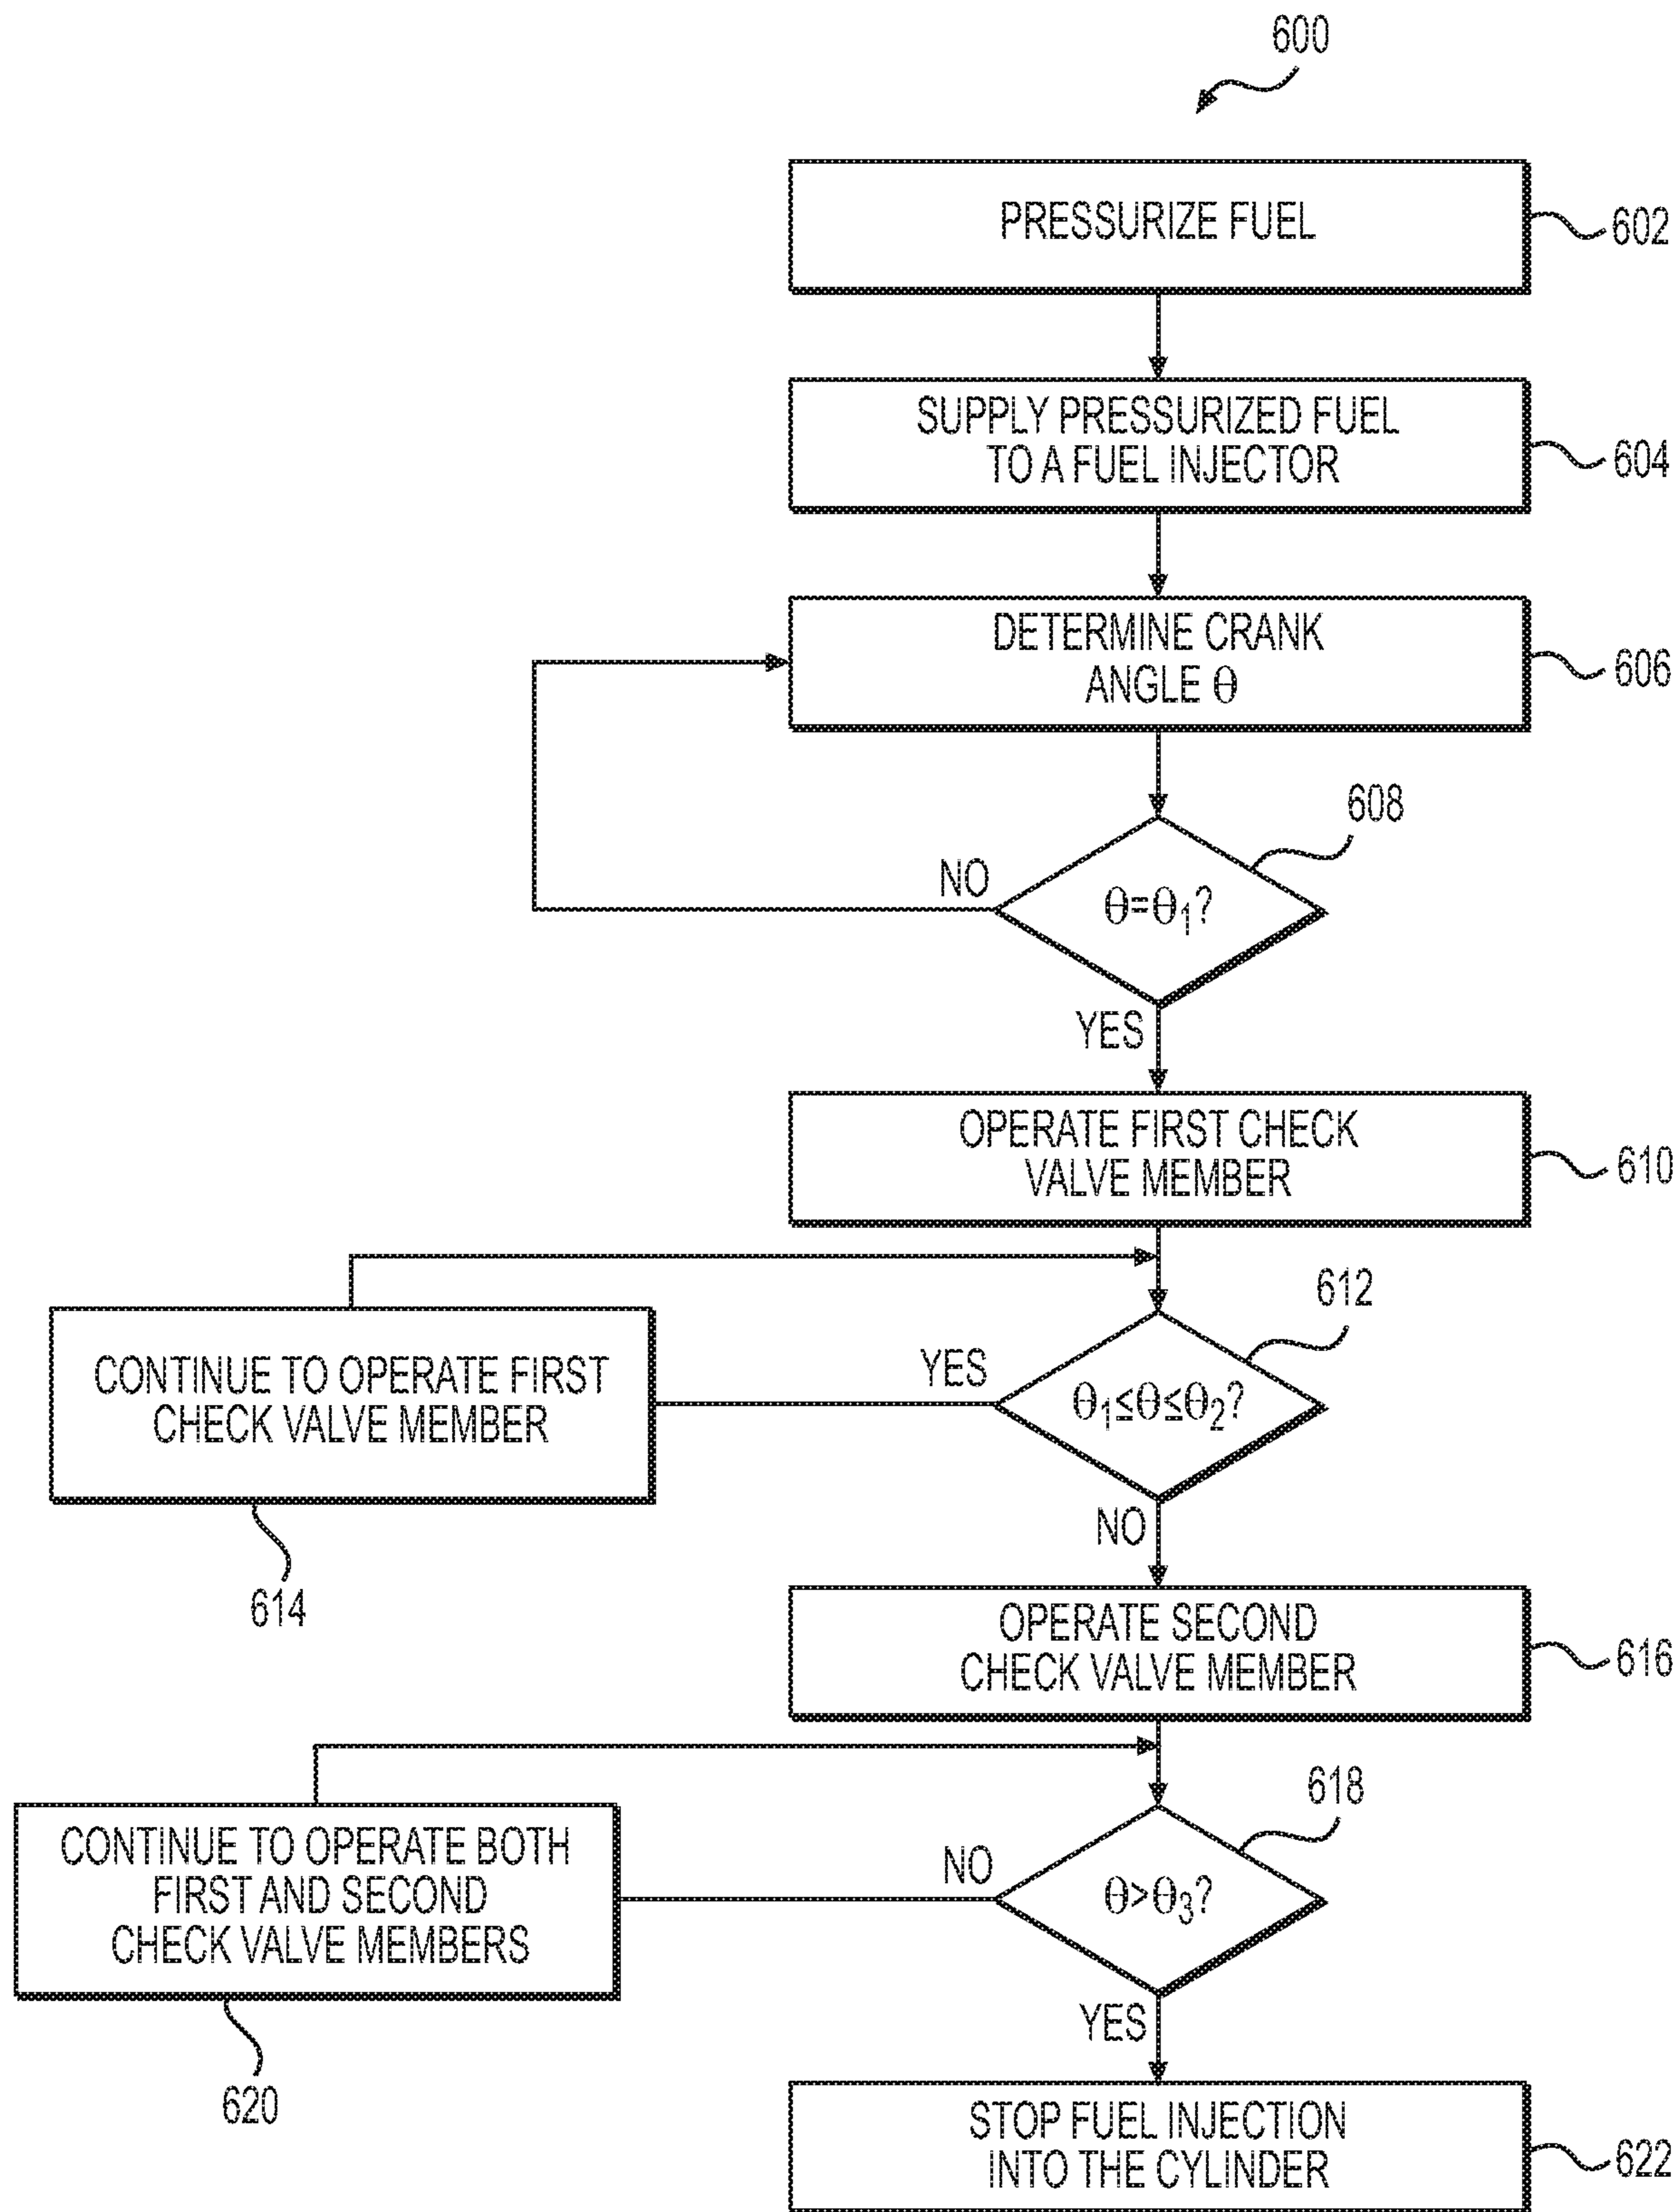 600
PRESSURIZE FUEL
602
SUPPLY PRESSURIZED FUEL
TO A FUEL INJECTOR
604
DETERMINE CRANK
ANGLE θ
606
608
NO
θ=θ₁?
YES
OPERATE FIRST CHECK
VALVE MEMBER
610
612
CONTINUE TO OPERATE FIRST
CHECK VALVE MEMBER
YES
θ₁≤θ≤θ₂?
614
NO
OPERATE SECOND
CHECK VALVE MEMBER
616
618
CONTINUE TO OPERATE BOTH
FIRST AND SECOND
CHECK VALVE MEMBERS
NO
θ>θ₃?
620
YES
STOP FUEL INJECTION
INTO THE CYLINDER
622